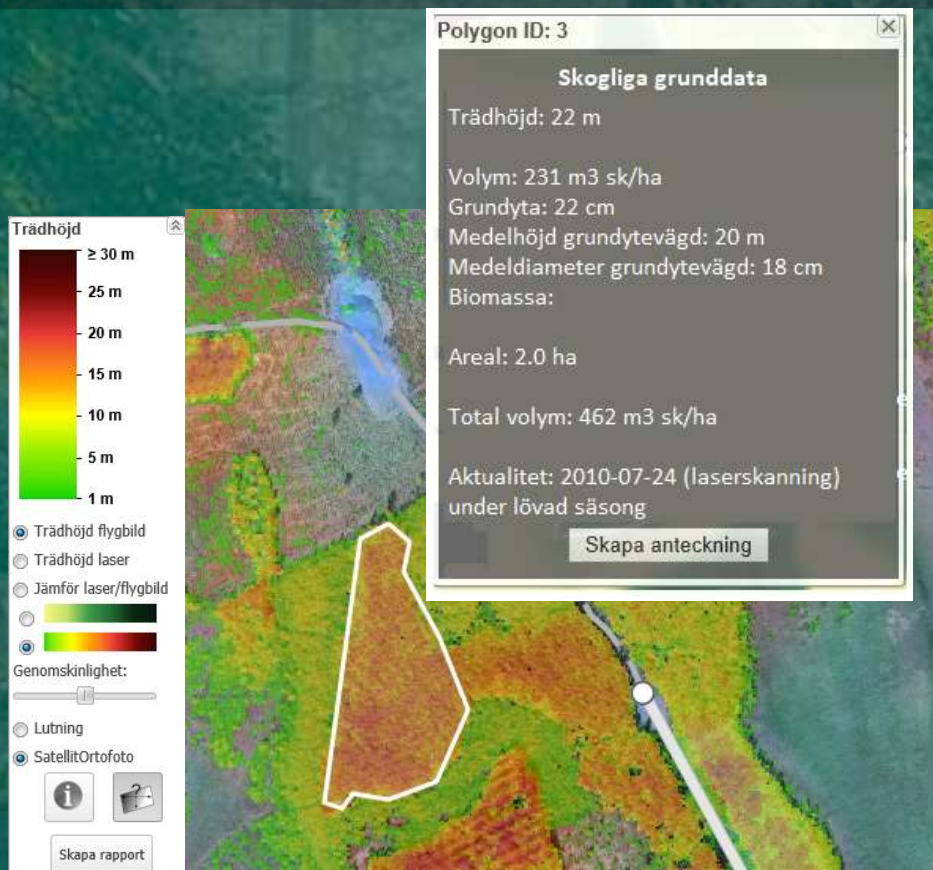 Polygon ID: 3
Skogliga grunddata
Trädhöjd: 22 m
Volym: 231 m3 sk/ha
Grundyta: 22 cm
Medelhöjd grundytevägd: 20 m
Medeldiameter grundytevägd: 18 cm
Biomassa:
Areal: 2.0 ha
Total volym: 462 m3 sk/ha
Aktualitet: 2010-07-24 (laserskanning)
under lövad säsong
Skapa anteckning
Trädhöjd
≥ 30 m
25 m
20 m
15 m
10 m
5 m
1 m
Trädhöjd flygbild
Trädhöjd laser
Jämför laser/flygbild
Genomskinlighet:
Lutning
SatellitOrtofoto
Skapa rapport